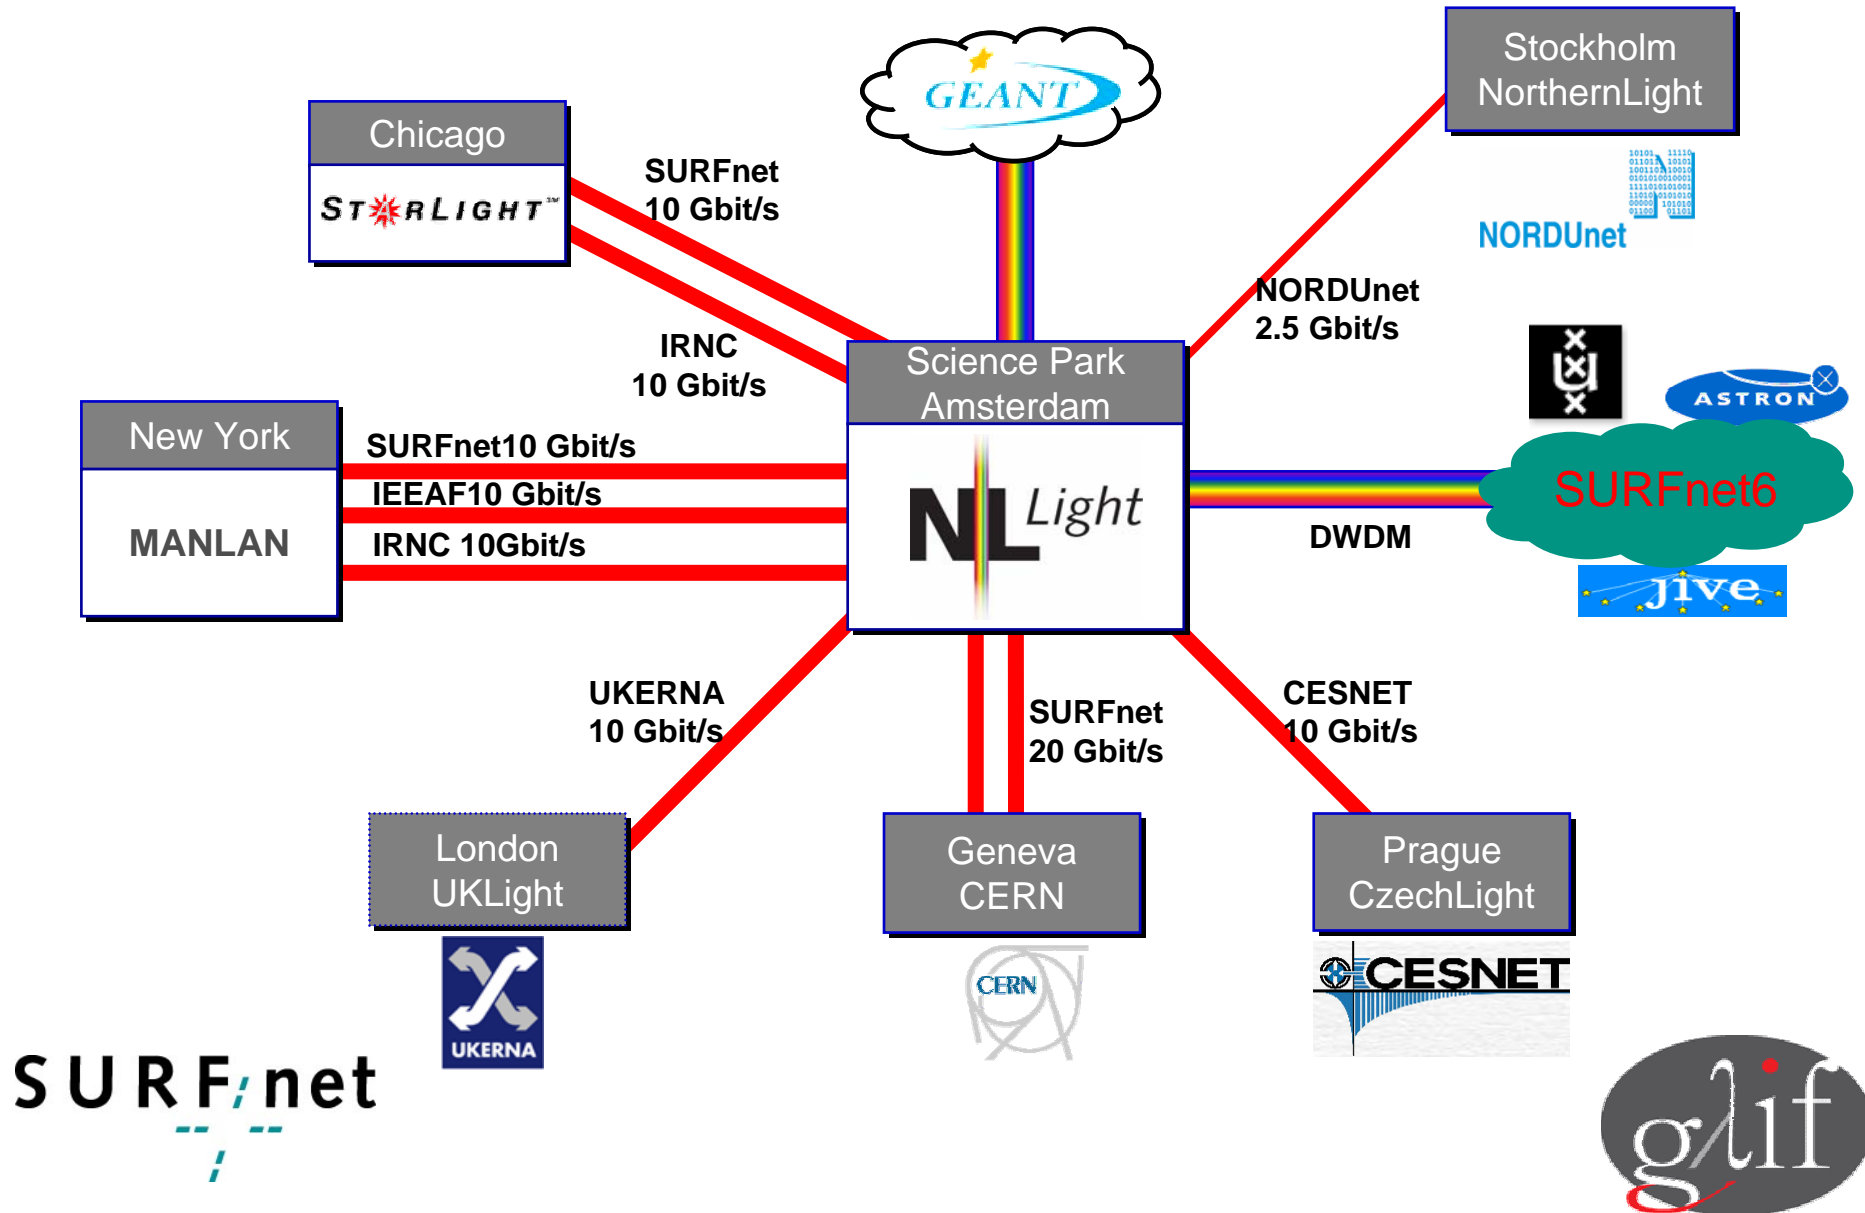 GEANT
Stockholm
NorthernLight
Chicago
STARLIGHT
SURFnet
10 Gbit/s
NORDUnet
NORDUnet
2.5 Gbit/s
IRNC
10 Gbit/s
Science Park
Amsterdam
NL Light
U
ASTRON
New York
MANLAN
SURFnet10 Gbit/s
IEEAF10 Gbit/s
IRNC 10Gbit/s
SURFnet6
DWDM
jive
UKERNA
10 Gbit/s
SURFnet
20 Gbit/s
CESNET
10 Gbit/s
London
UKLight
Geneva
CERN
Prague
CzechLight
UKERNA
CERN
CESNET
SURFnet
glif